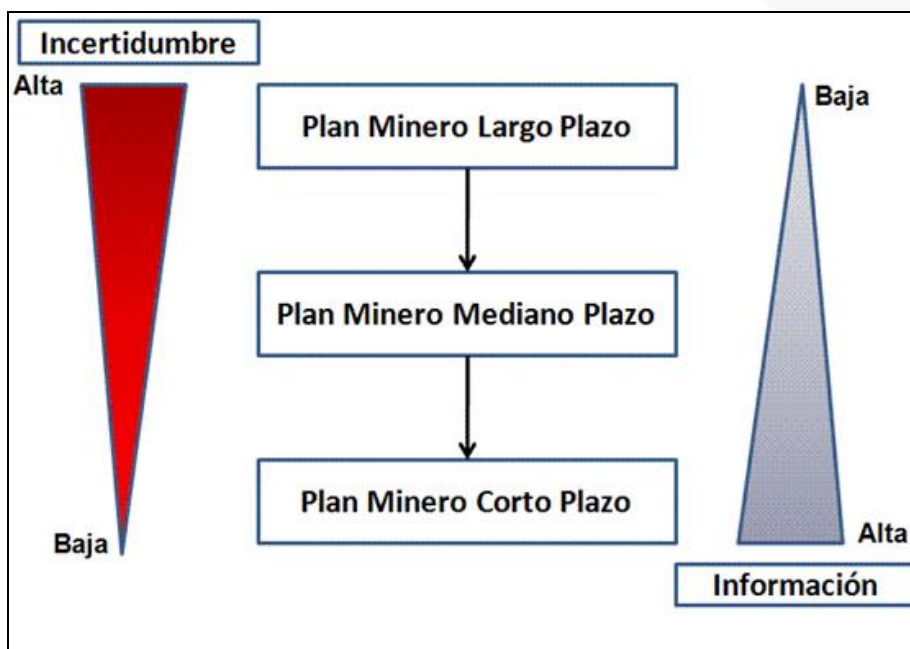 Incertidumbre
Alta
Baja
Plan Minero Largo Plazo
Plan Minero Mediano Plazo
Plan Minero Corto Plazo
Baja
Alta
Información